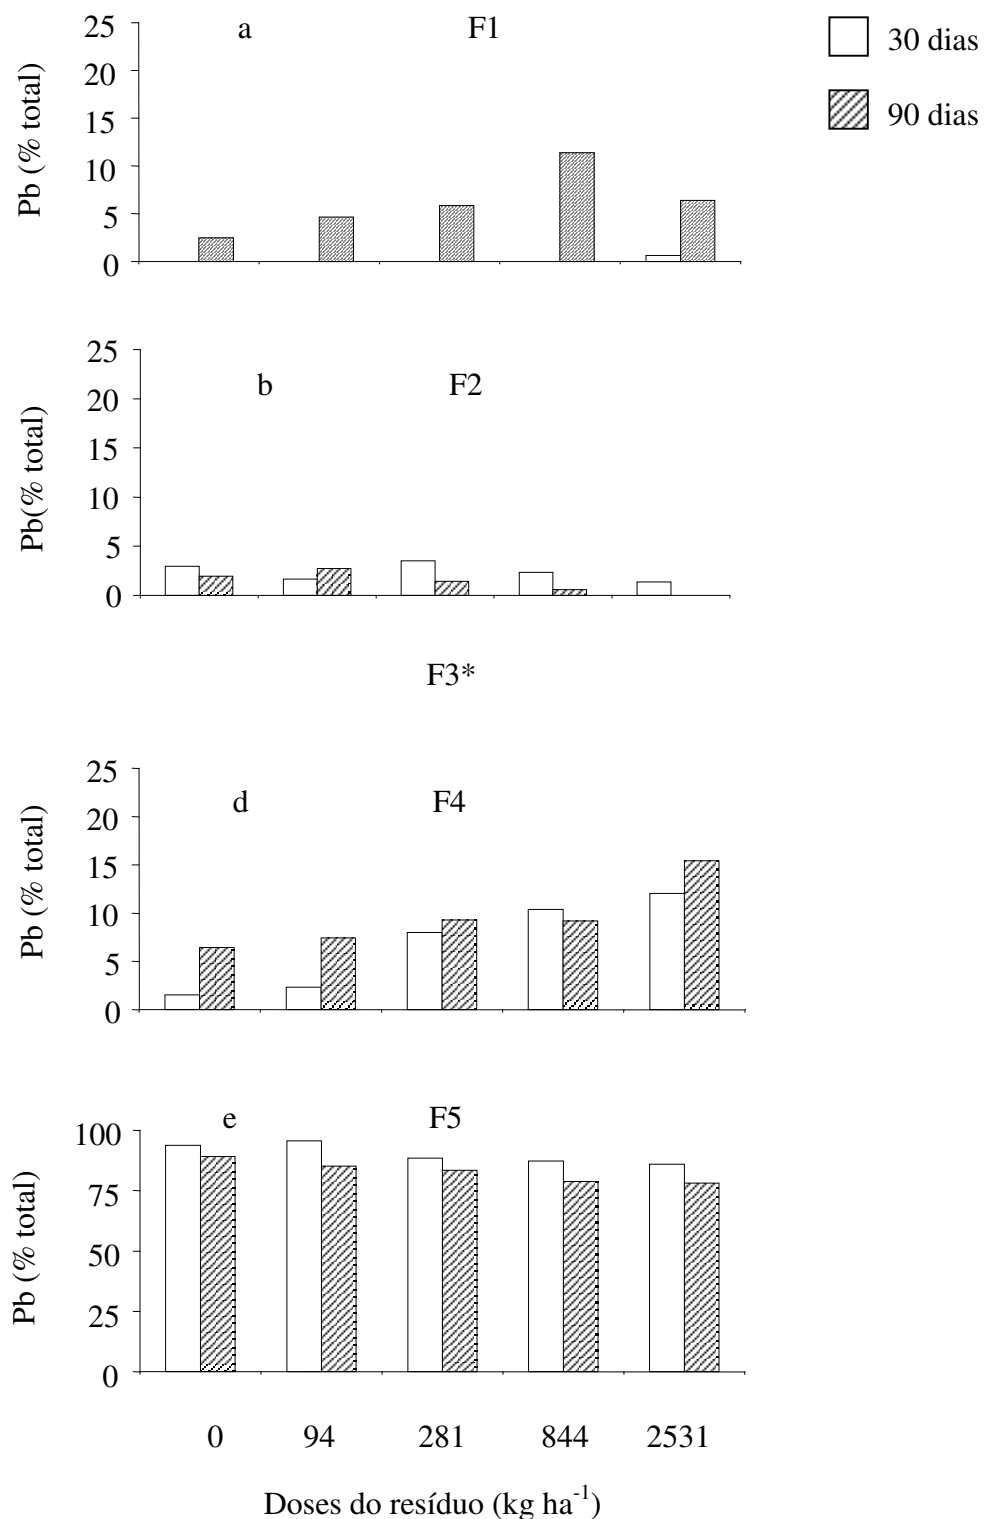 a F1
30 dias
90 dias
Pb (% total)
25
20
15
10
5
0
b F2
Pb(% total)
25
20
15
10
5
0
F3*
d F4
Pb (% total)
25
20
15
10
5
0
e F5
Pb (% total)
100
75
50
25
0
0 94 281 844 2531
Doses do resíduo (kg ha⁻¹)